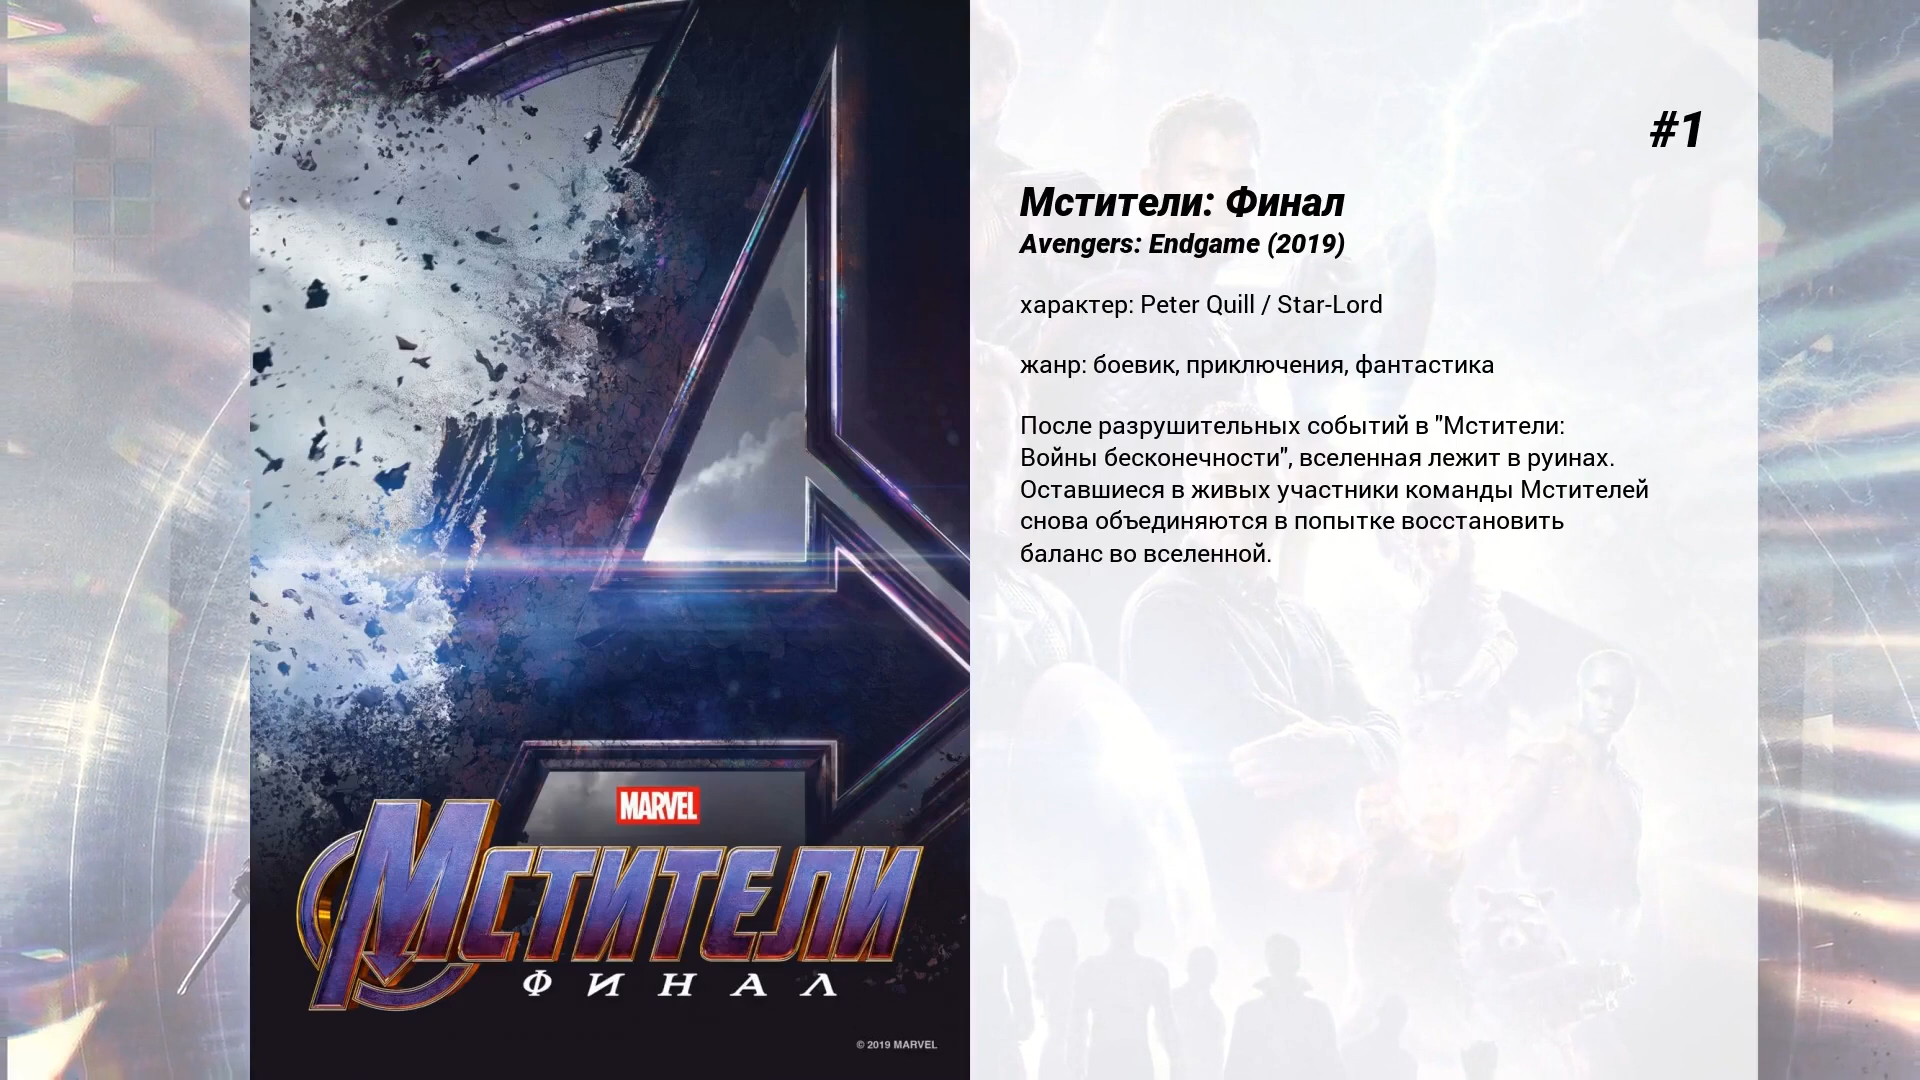 MARVEL
МСТИТЕЛИ
ФИНАЛ
© 2019 MARVEL
#1
Мстители: Финал
Avengers: Endgame (2019)
характер: Peter Quill / Star-Lord
жанр: боевик, приключения, фантастика
После разрушительных событий в "Мстители:
Войны бесконечности", вселенная лежит в руинах.
Оставшиеся в живых участники команды Мстителей
снова объединяются в попытке восстановить
баланс во вселенной.